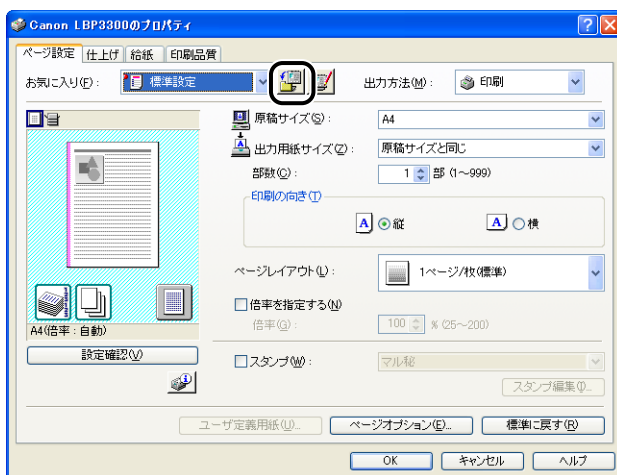 Canon LBP3300のプロパティ
ページ設定 仕上げ 給紙 印刷品質
お気に入り(F): 標準設定 出力方法(M): 印刷
原稿サイズ(S): A4
出力用紙サイズ(Z): 原稿サイズと同じ
部数(C): 1 部 (1～999)
印刷の向き(T)
A 縦 A 横
ページレイアウト(L): 1ページ/枚(標準)
倍率を指定する(N)
倍率(G): 100 % (25～200)
A4(倍率：自動)
設定確認(V)
スタンプ(W): マル秘
スタンプ編集(I)...
ユーザ定義用紙(U)... ページオプション(E)... 標準に戻す(R)
OK キャンセル ヘルプ